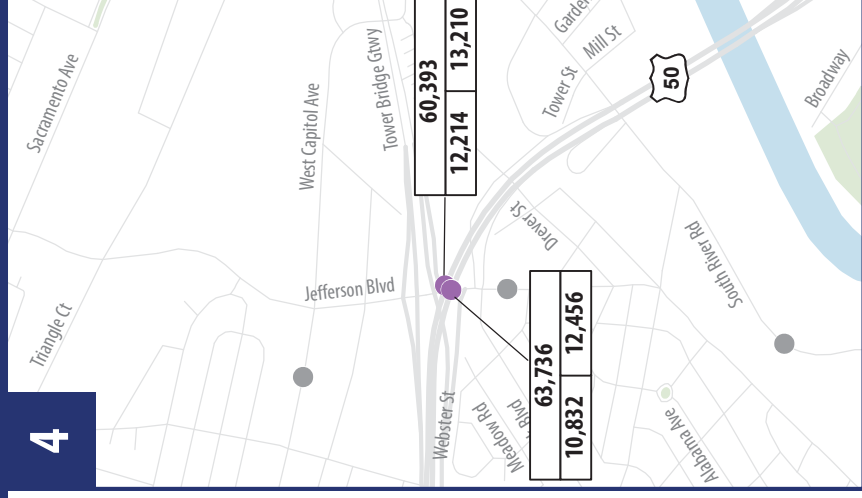 4
Sacramento Ave
Triangle Ct
West Capitol Ave
Tower Bridge Gtwy
Jefferson Blvd
60,393
12,214 13,210
Garde
Mill St
Tower St
50
Broadway
Drever St
South River Rd
63,736
10,832 12,456
Webster St
Meadow Rd
Blvd
Alabama Ave